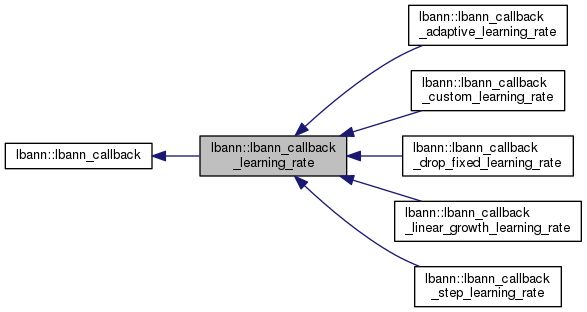 lbann::lbann_callback
lbann::lbann_callback
_learning_rate
lbann::lbann_callback
_adaptive_learning_rate
lbann::lbann_callback
_custom_learning_rate
lbann::lbann_callback
_drop_fixed_learning_rate
lbann::lbann_callback
_linear_growth_learning_rate
lbann::lbann_callback
_step_learning_rate